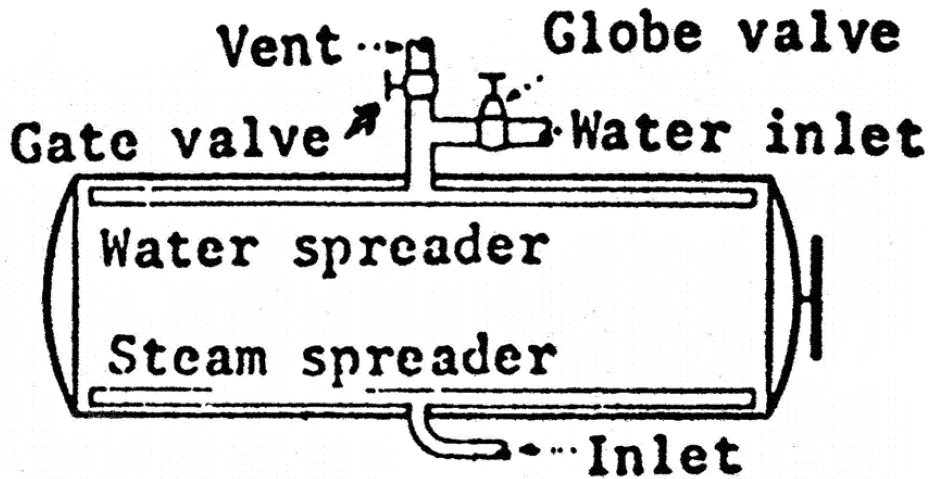 Vent
Globe valve
Gate valve
Water inlet
Water spreader
Steam spreader
Inlet